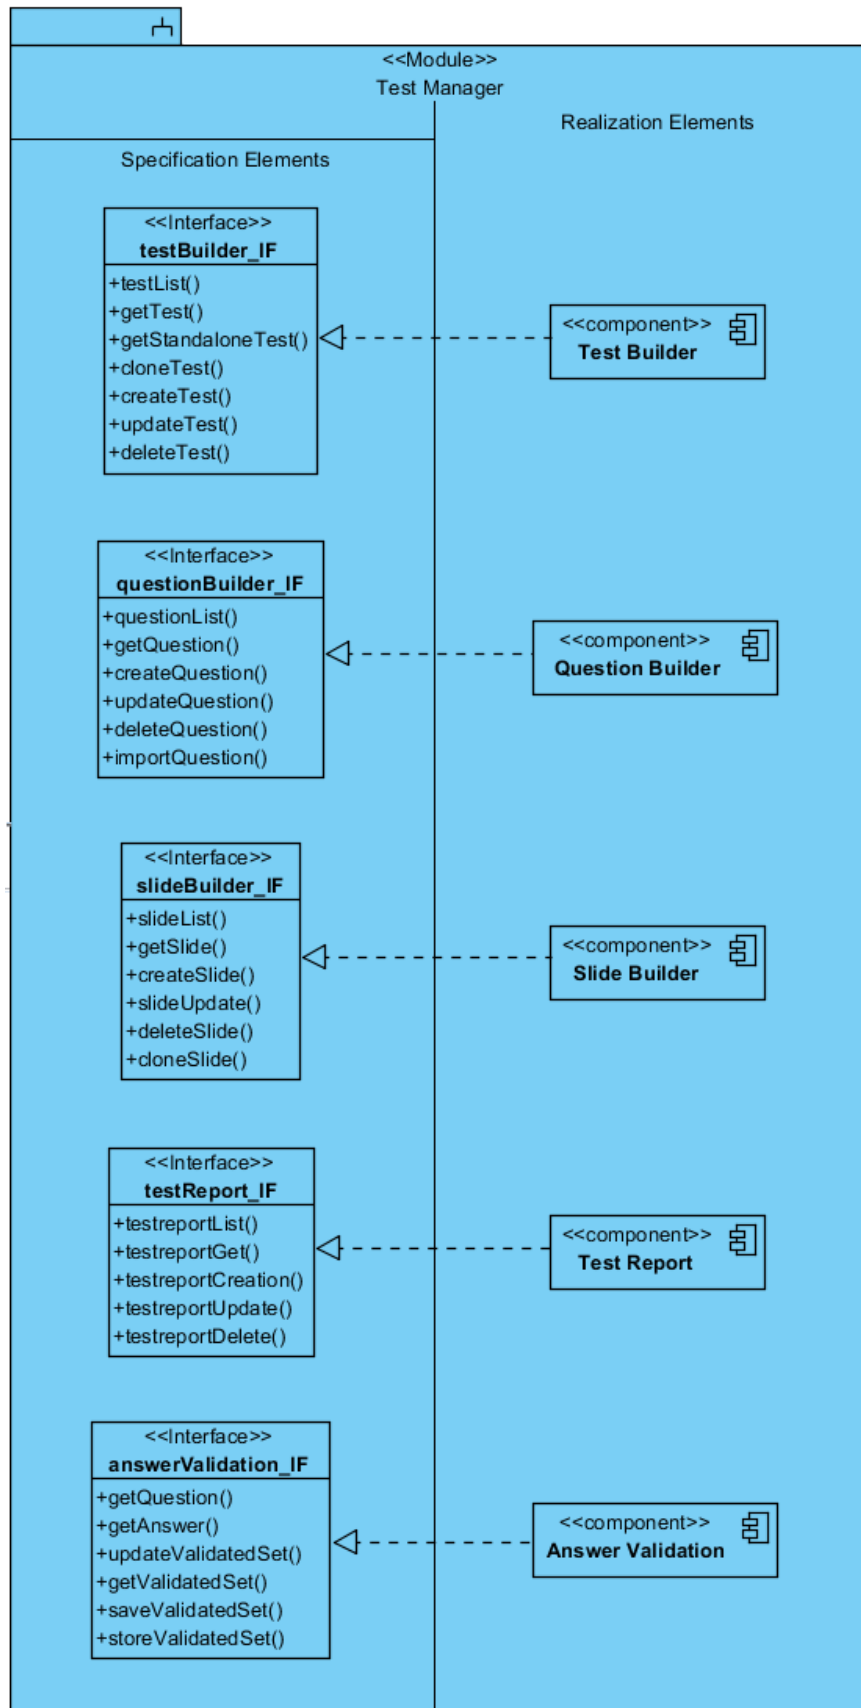 <<Module>>
Test Manager
Realization Elements
Specification Elements
<<Interface>>
testBuilder_IF
+testList()
+getTest()
+getStandaloneTest()
+cloneTest()
+createTest()
+updateTest()
+deleteTest()
<<component>>
Test Builder
<<Interface>>
questionBuilder_IF
+questionList()
+getQuestion()
+createQuestion()
+updateQuestion()
+deleteQuestion()
+importQuestion()
<<component>>
Question Builder
<<Interface>>
slideBuilder_IF
+slideList()
+getSlide()
+createSlide()
+slideUpdate()
+deleteSlide()
+cloneSlide()
<<component>>
Slide Builder
<<Interface>>
testReport_IF
+testreportList()
+testreportGet()
+testreportCreation()
+testreportUpdate()
+testreportDelete()
<<component>>
Test Report
<<Interface>>
answerValidation_IF
+getQuestion()
+getAnswer()
+updateValidatedSet()
+getValidatedSet()
+saveValidatedSet()
+storeValidatedSet()
<<component>>
Answer Validation